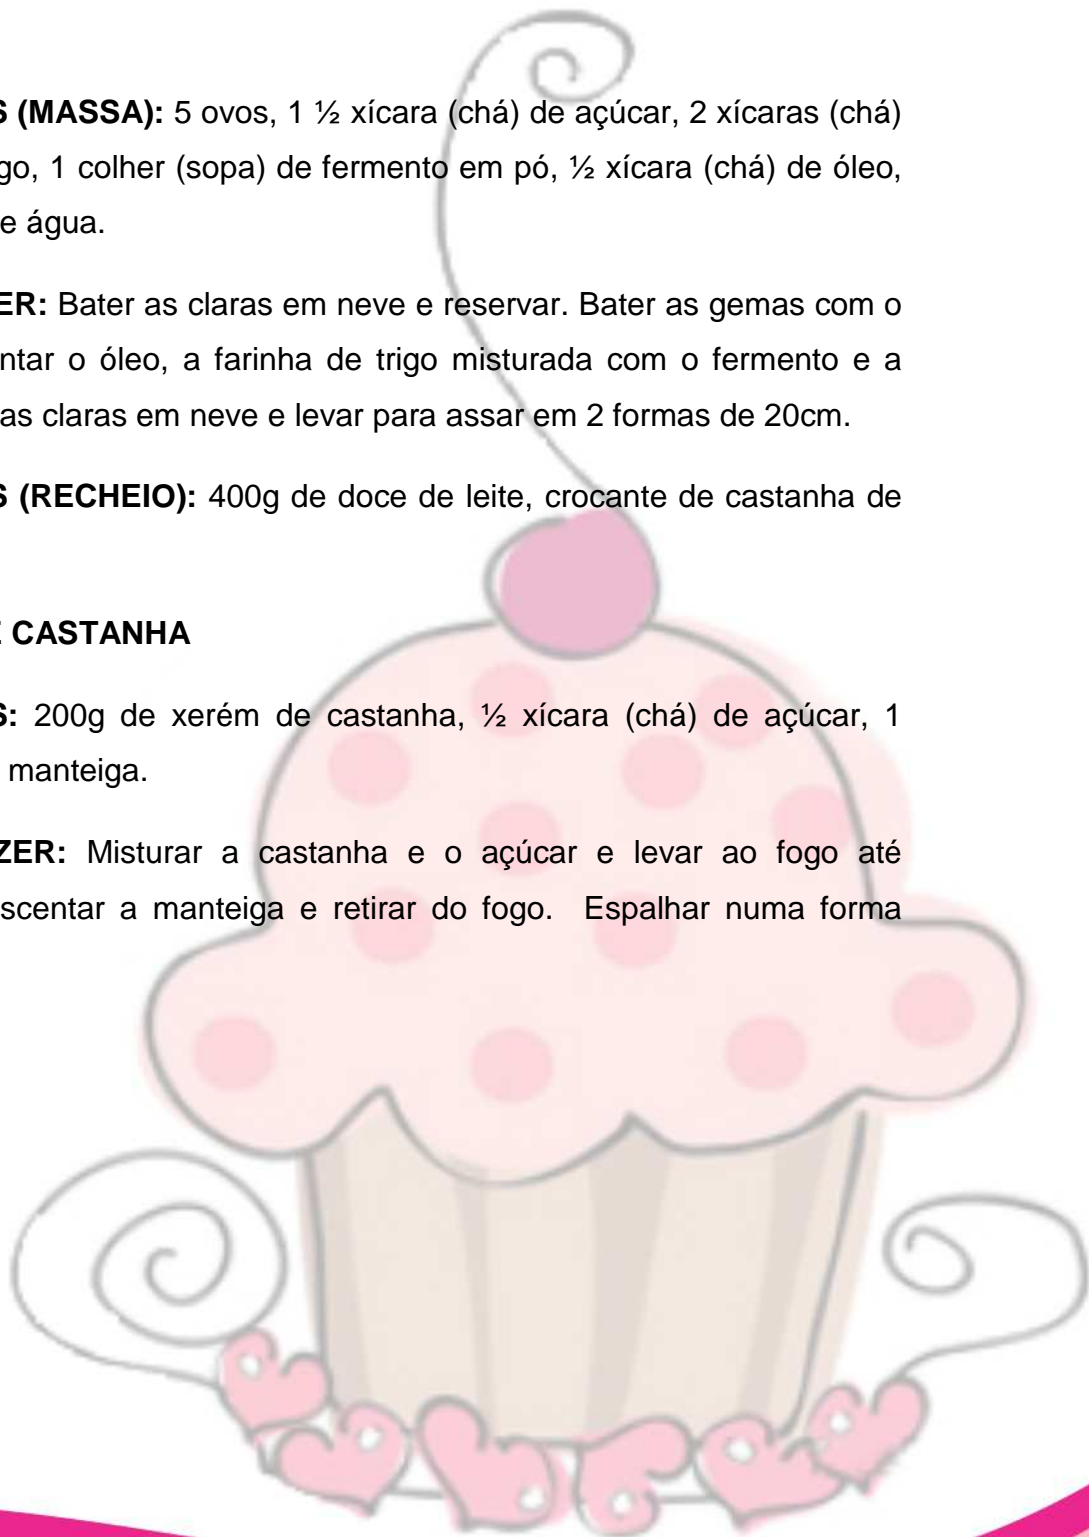 S (MASSA): 5 ovos, 1 ½ xícara (chá) de açúcar, 2 xícaras (chá)
go, 1 colher (sopa) de fermento em pó, ½ xícara (chá) de óleo,
e água.
ER: Bater as claras em neve e reservar. Bater as gemas com o
ntar o óleo, a farinha de trigo misturada com o fermento e a
as claras em neve e levar para assar em 2 formas de 20cm.
S (RECHEIO): 400g de doce de leite, crocante de castanha de
E CASTANHA
S: 200g de xerém de castanha, ½ xícara (chá) de açúcar, 1
manteiga.
ZER: Misturar a castanha e o açúcar e levar ao fogo até
scentar a manteiga e retirar do fogo. Espalhar numa forma